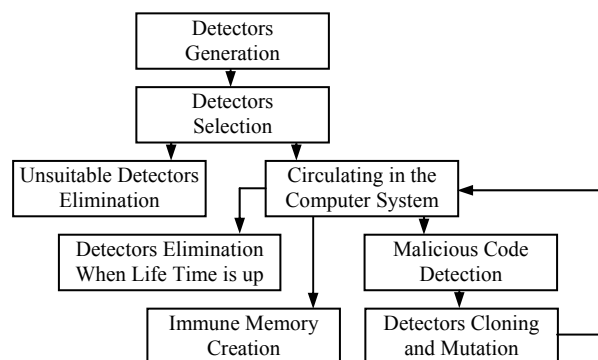 Detectors
Generation
Detectors
Selection
Unsuitable Detectors
Elimination
Circulating in the
Computer System
Detectors Elimination
When Life Time is up
Malicious Code
Detection
Immune Memory
Creation
Detectors Cloning
and Mutation